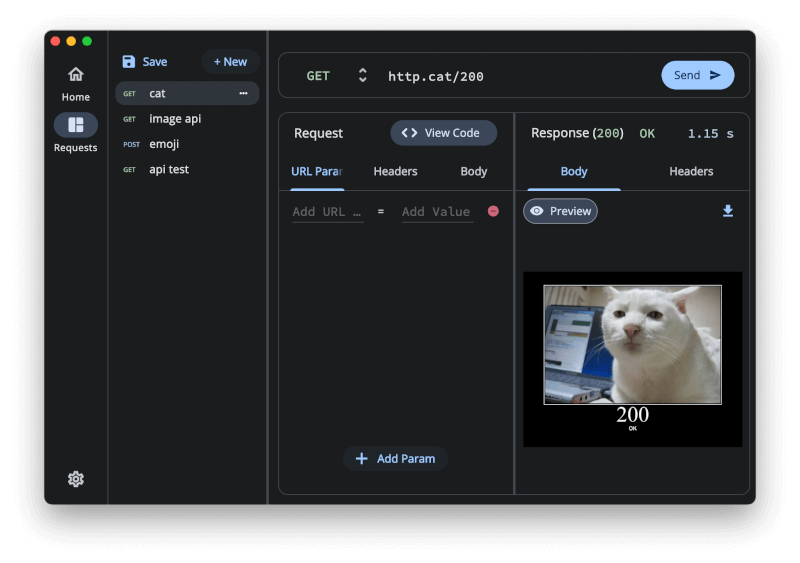 Home
Requests
Save
+ New
GET cat
GET image api
POST emoji
GET api test
GET http.cat/200 Send
Request
View Code
URL Parar
Headers
Body
Add URL … = Add Value
Add Param
Response (200) OK 1.15 s
Body
Headers
Preview
200
OK